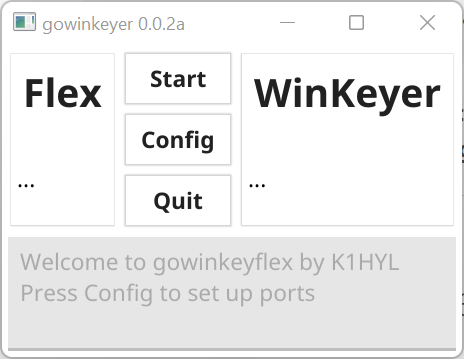 gowinkeyer 0.0.2a
Flex
...
Start
Config
Quit
WinKeyer
...
Welcome to gowinkeyflex by K1HYL
Press Config to set up ports